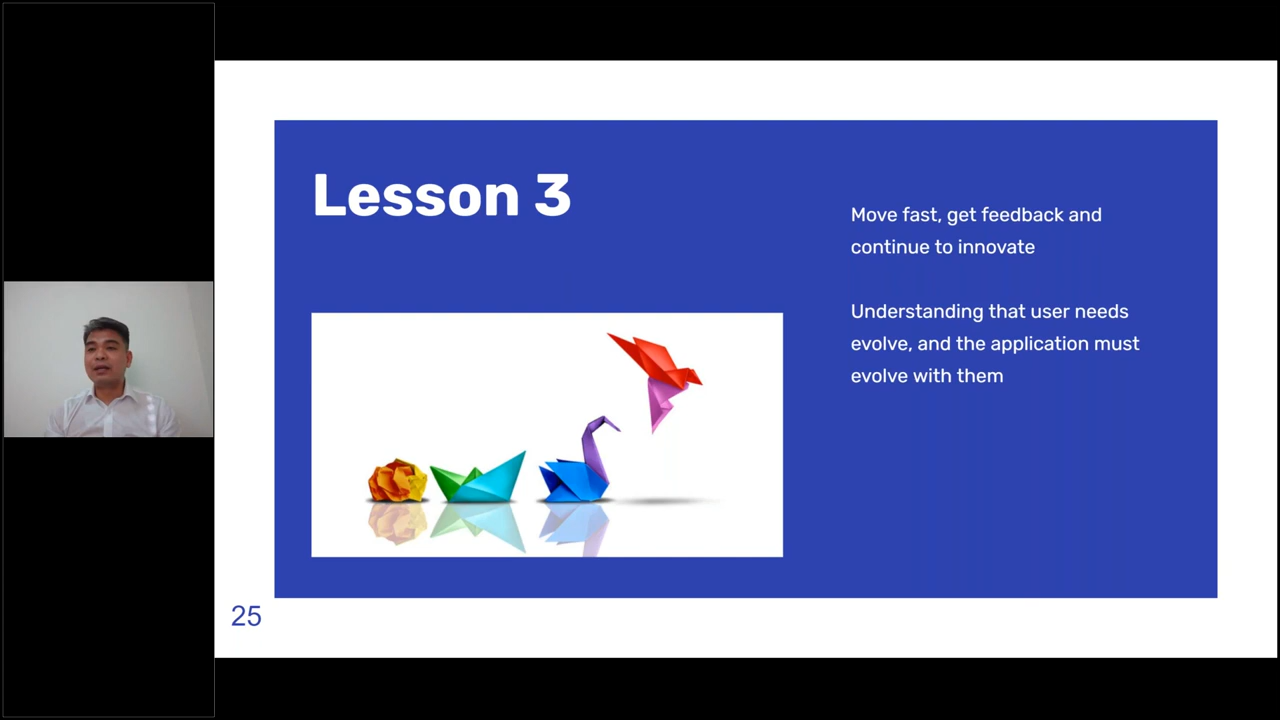 Lesson 3
Move fast, get feedback and
continue to innovate
Understanding that user needs
evolve, and the application must
evolve with them
25